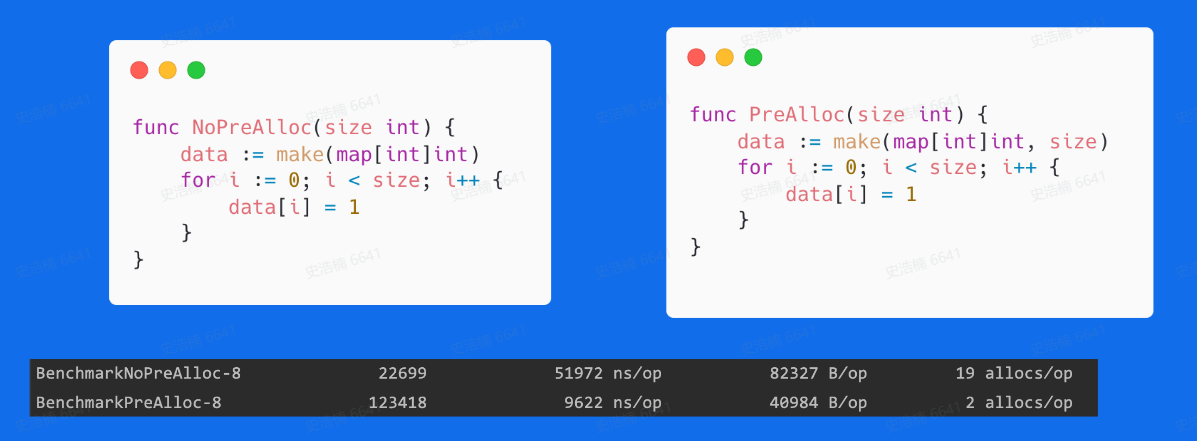 func NoPreAlloc(size int) {
    data := make(map[int]int)
    for i := 0; i < size; i++ {
        data[i] = 1
    }
}
func PreAlloc(size int) {
    data := make(map[int]int, size)
    for i := 0; i < size; i++ {
        data[i] = 1
    }
}
BenchmarkNoPreAlloc-8 22699 51972 ns/op 82327 B/op 19 allocs/op
BenchmarkPreAlloc-8 123418 9622 ns/op 40984 B/op 2 allocs/op
史浩楠 6641